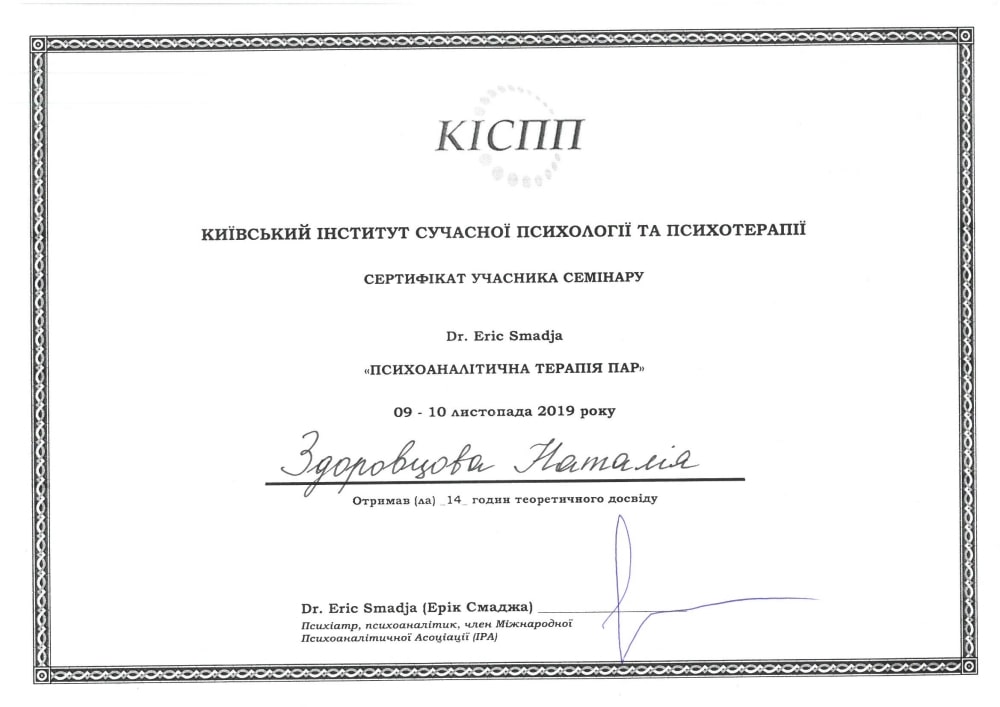 КІСПП
КИЇВСЬКИЙ ІНСТИТУТ СУЧАСНОЇ ПСИХОЛОГІЇ ТА ПСИХОТЕРАПІЇ
СЕРТИФІКАТ УЧАСНИКА СЕМІНАРУ
Dr. Eric Smadja
«ПСИХОАНАЛІТИЧНА ТЕРАПІЯ ПАР»
09 - 10 листопада 2019 року
Здоровцова Наталія
Отримав (ла) _14_ годин теоретичного досвіду
Dr. Eric Smadja (Ерік Смаджа)
Психіатр, психоаналітик, член Міжнародної
Психоаналітичної Асоціації (IPA)